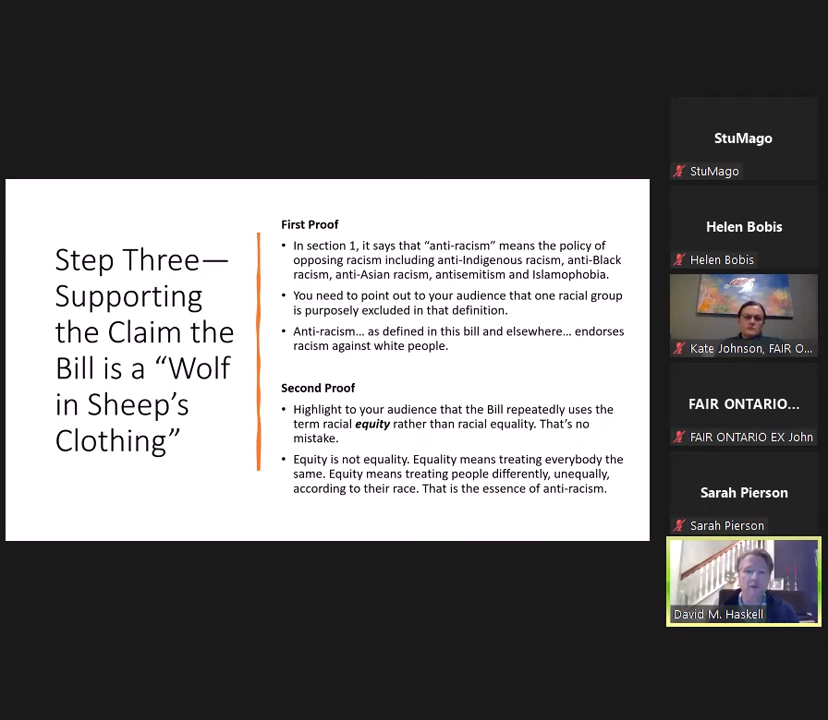 Step Three—
Supporting
the Claim the
Bill is a “Wolf
in Sheep’s
Clothing”
First Proof
• In section 1, it says that “anti-racism” means the policy of
opposing racism including anti-Indigenous racism, anti-Black
racism, anti-Asian racism, antisemitism and Islamophobia.
• You need to point out to your audience that one racial group
is purposely excluded in that definition.
• Anti-racism… as defined in this bill and elsewhere… endorses
racism against white people.
Second Proof
• Highlight to your audience that the Bill repeatedly uses the
term racial equity rather than racial equality. That’s no
mistake.
• Equity is not equality. Equality means treating everybody the
same. Equity means treating people differently, unequally,
according to their race. That is the essence of anti-racism.
StuMago
StuMago
Helen Bobis
Helen Bobis
Kate Johnson, FAIR O...
FAIR ONTARIO...
FAIR ONTARIO EX John
Sarah Pierson
Sarah Pierson
David M. Haskell